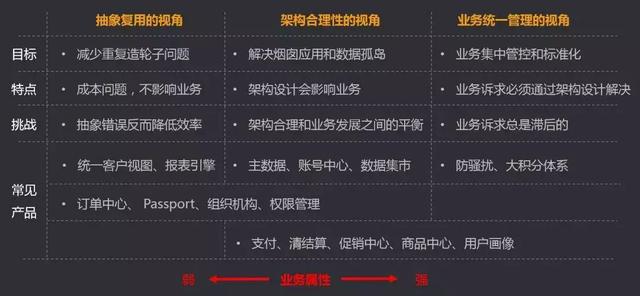 抽象复用的视角 架构合理性的视角 业务统一管理的视角
目标 减少重复造轮子问题 解决烟囱应用和数据孤岛 业务集中管控和标准化
特点 成本问题，不影响业务 架构设计会影响业务 业务诉求必须通过架构设计解决
挑战 抽象错误反而降低效率 架构合理和业务发展之间的平衡 业务诉求总是滞后的
常见产品 统一客户视图、报表引擎 主数据、账号中心、数据集市 防骚扰、大积分体系
订单中心、 Passport、组织机构、权限管理
支付、清结算、促销中心、商品中心、用户画像
弱 业务属性 强